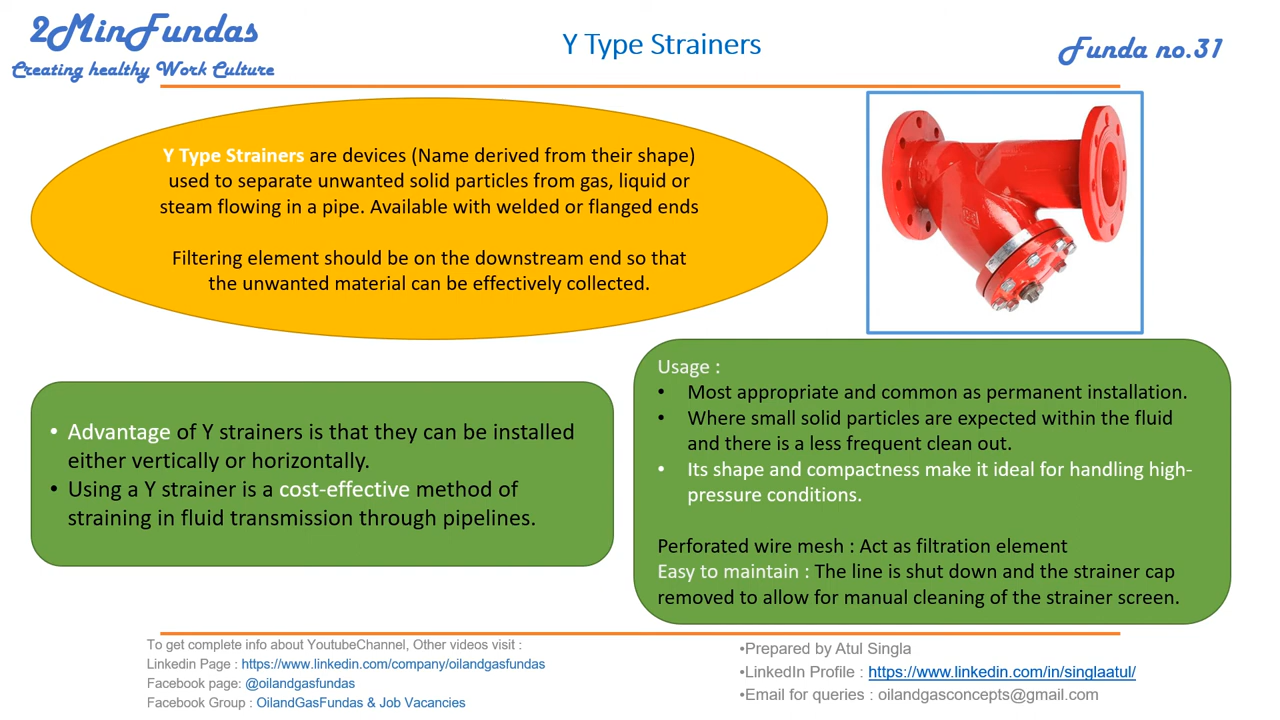 2MinFundas
Creating healthy Work Culture
Y Type Strainers
Funda no.31
Y Type Strainers are devices (Name derived from their shape)
used to separate unwanted solid particles from gas, liquid or
steam flowing in a pipe. Available with welded or flanged ends
Filtering element should be on the downstream end so that
the unwanted material can be effectively collected.
• Advantage of Y strainers is that they can be installed
either vertically or horizontally.
• Using a Y strainer is a cost-effective method of
straining in fluid transmission through pipelines.
Usage :
• Most appropriate and common as permanent installation.
• Where small solid particles are expected within the fluid
and there is a less frequent clean out.
• Its shape and compactness make it ideal for handling high-
pressure conditions.
Perforated wire mesh : Act as filtration element
Easy to maintain : The line is shut down and the strainer cap
removed to allow for manual cleaning of the strainer screen.
To get complete info about YoutubeChannel, Other videos visit :
Linkedin Page : https://www.linkedin.com/company/oilandgasfundas
Facebook page: @oilandgasfundas
Facebook Group : OilandGasFundas & Job Vacancies
•Prepared by Atul Singla
•LinkedIn Profile : https://www.linkedin.com/in/singlaatul/
•Email for queries : oilandgasconcepts@gmail.com